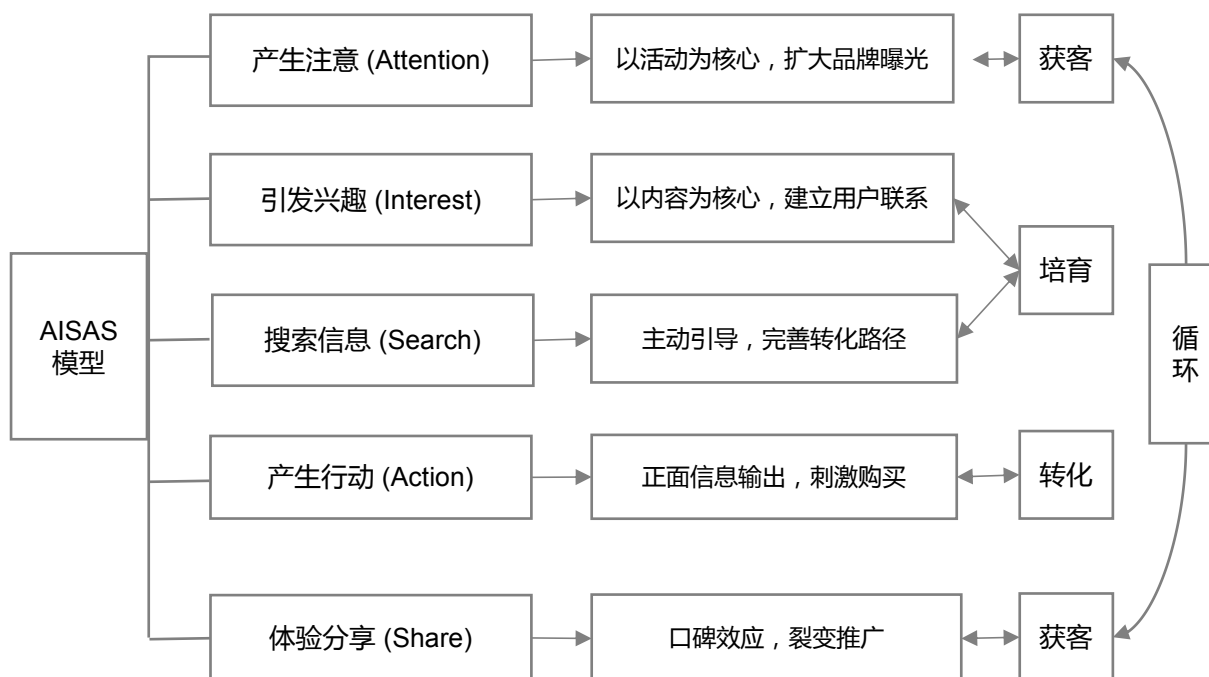 产生注意 (Attention)
以活动为核心，扩大品牌曝光
获客
引发兴趣 (Interest)
以内容为核心，建立用户联系
培育
AISAS
模型
搜索信息 (Search)
主动引导，完善转化路径
循
环
产生行动 (Action)
正面信息输出，刺激购买
转化
体验分享 (Share)
口碑效应，裂变推广
获客